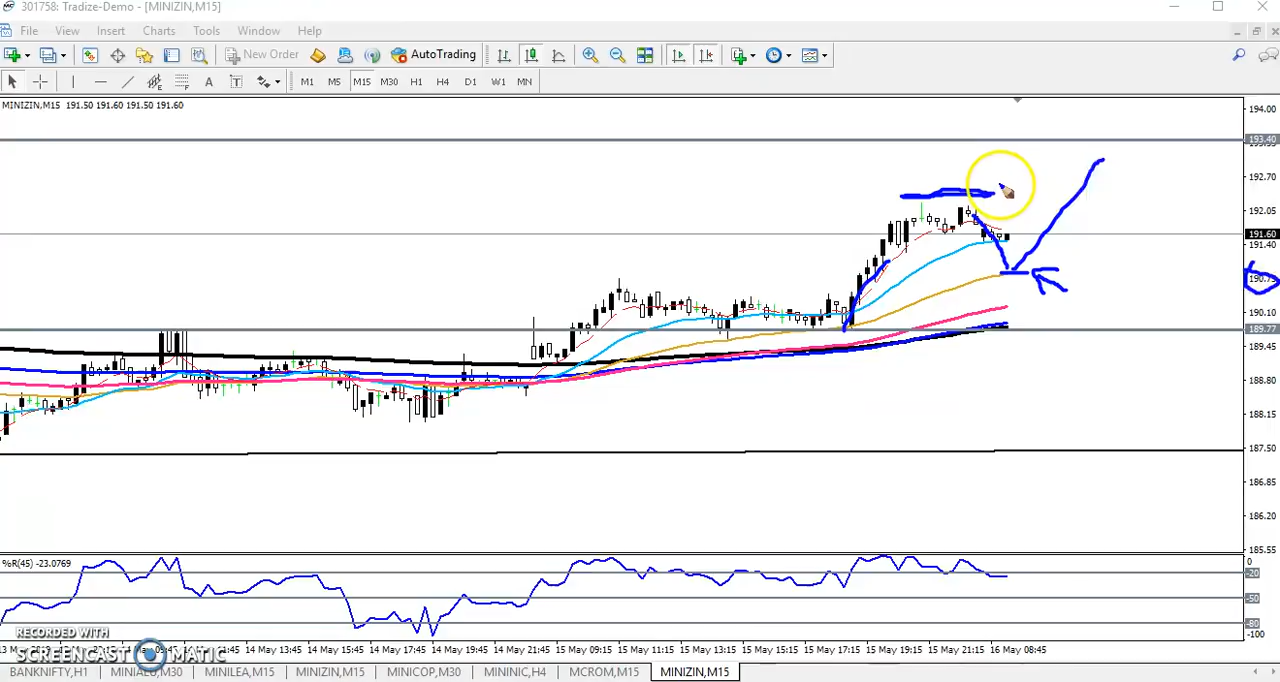 301758: Tradize-Demo - [MINIZIN,M15]
File View Insert Charts Tools Window Help
New Order AutoTrading
A T M1 M5 M15 M30 H1 H4 D1 W1 MN
MINIZIN,M15 191.50 191.60 191.50 191.60
194.00
193.40
192.70
192.05
191.60
191.40
190.75
190.10
189.77
189.45
188.80
188.15
187.50
186.85
186.20
185.55
%R(45) -23.0769
0
-20
-50
-80
-100
14 May 13:45 14 May 15:45 14 May 17:45 14 May 19:45 14 May 21:45 15 May 09:15 15 May 11:15 15 May 13:15 15 May 15:15 15 May 17:15 15 May 19:15 15 May 21:15 16 May 08:45
RECORDED WITH
SCREENCAST MATIC
BANKNIFTY,H1 MINIALU,M30 MINILEA,M15 MINIZIN,M15 MINICOP,M30 MININIC,H4 MCROM,M15 MINIZIN,M15